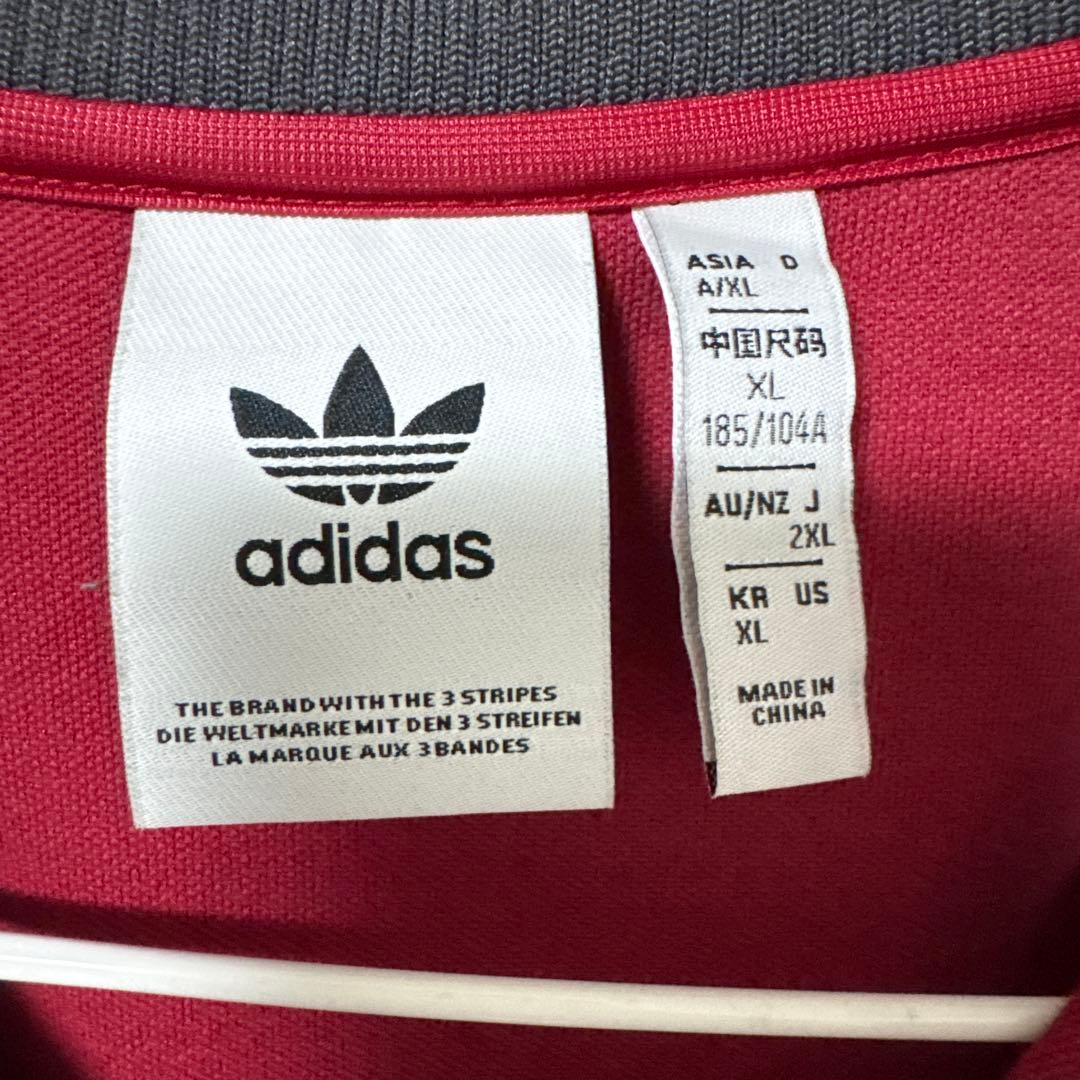 adidas
THE BRAND WITH THE 3 STRIPES
DIE WELTMARKE MIT DEN 3 STREIFEN
LA MARQUE AUX 3 BANDES
ASIA D
A/XL
中国尺码
XL
185/104A
AU/NZ J
2XL
KR US
XL
MADE IN
CHINA